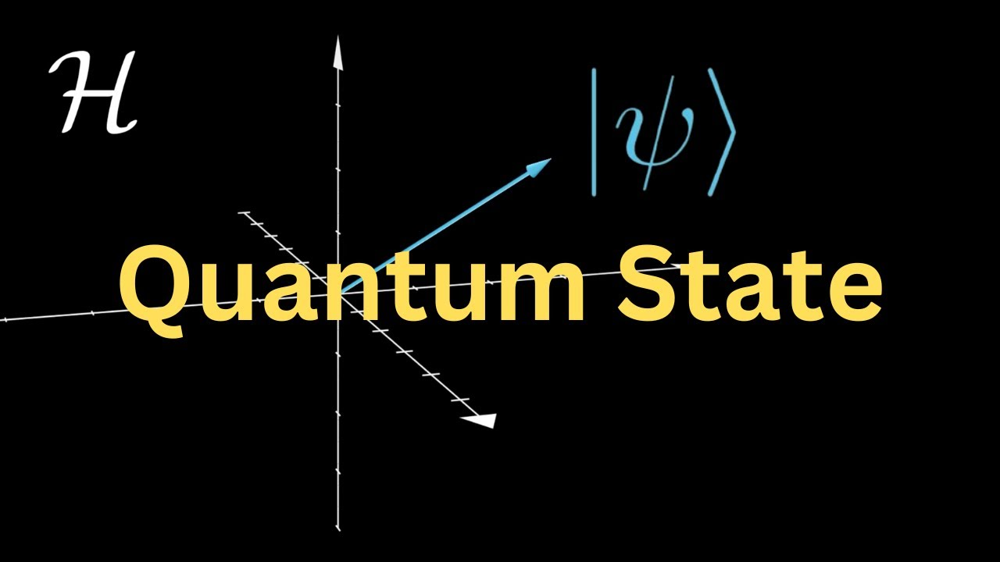 ℋ
|ψ⟩
Quantum State